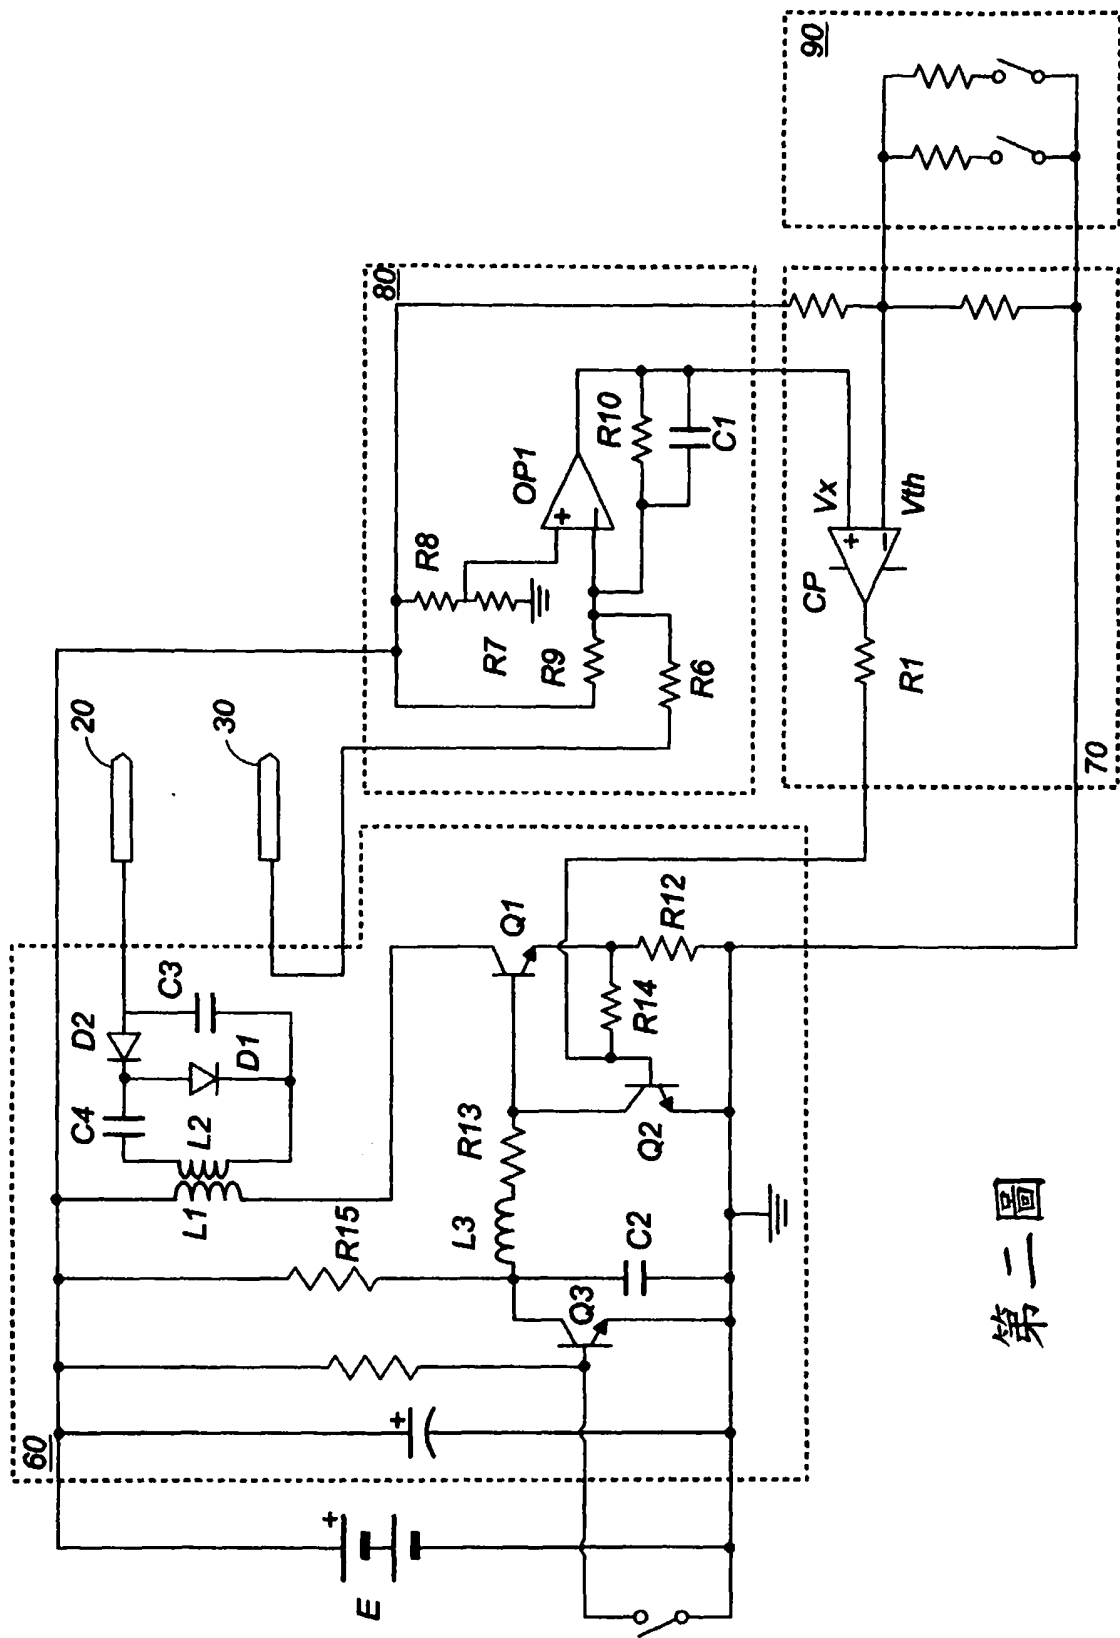 60
E
+
+
R15
L1
L2
C4
D1
D2
C3
20
30
L3
R13
C2
Q3
Q2
Q1
R14
R12
80
R8
R7
R9
R6
OP1
+
−
R10
C1
70
R1
CP
Vx
Vth
+
−
90
第二圖